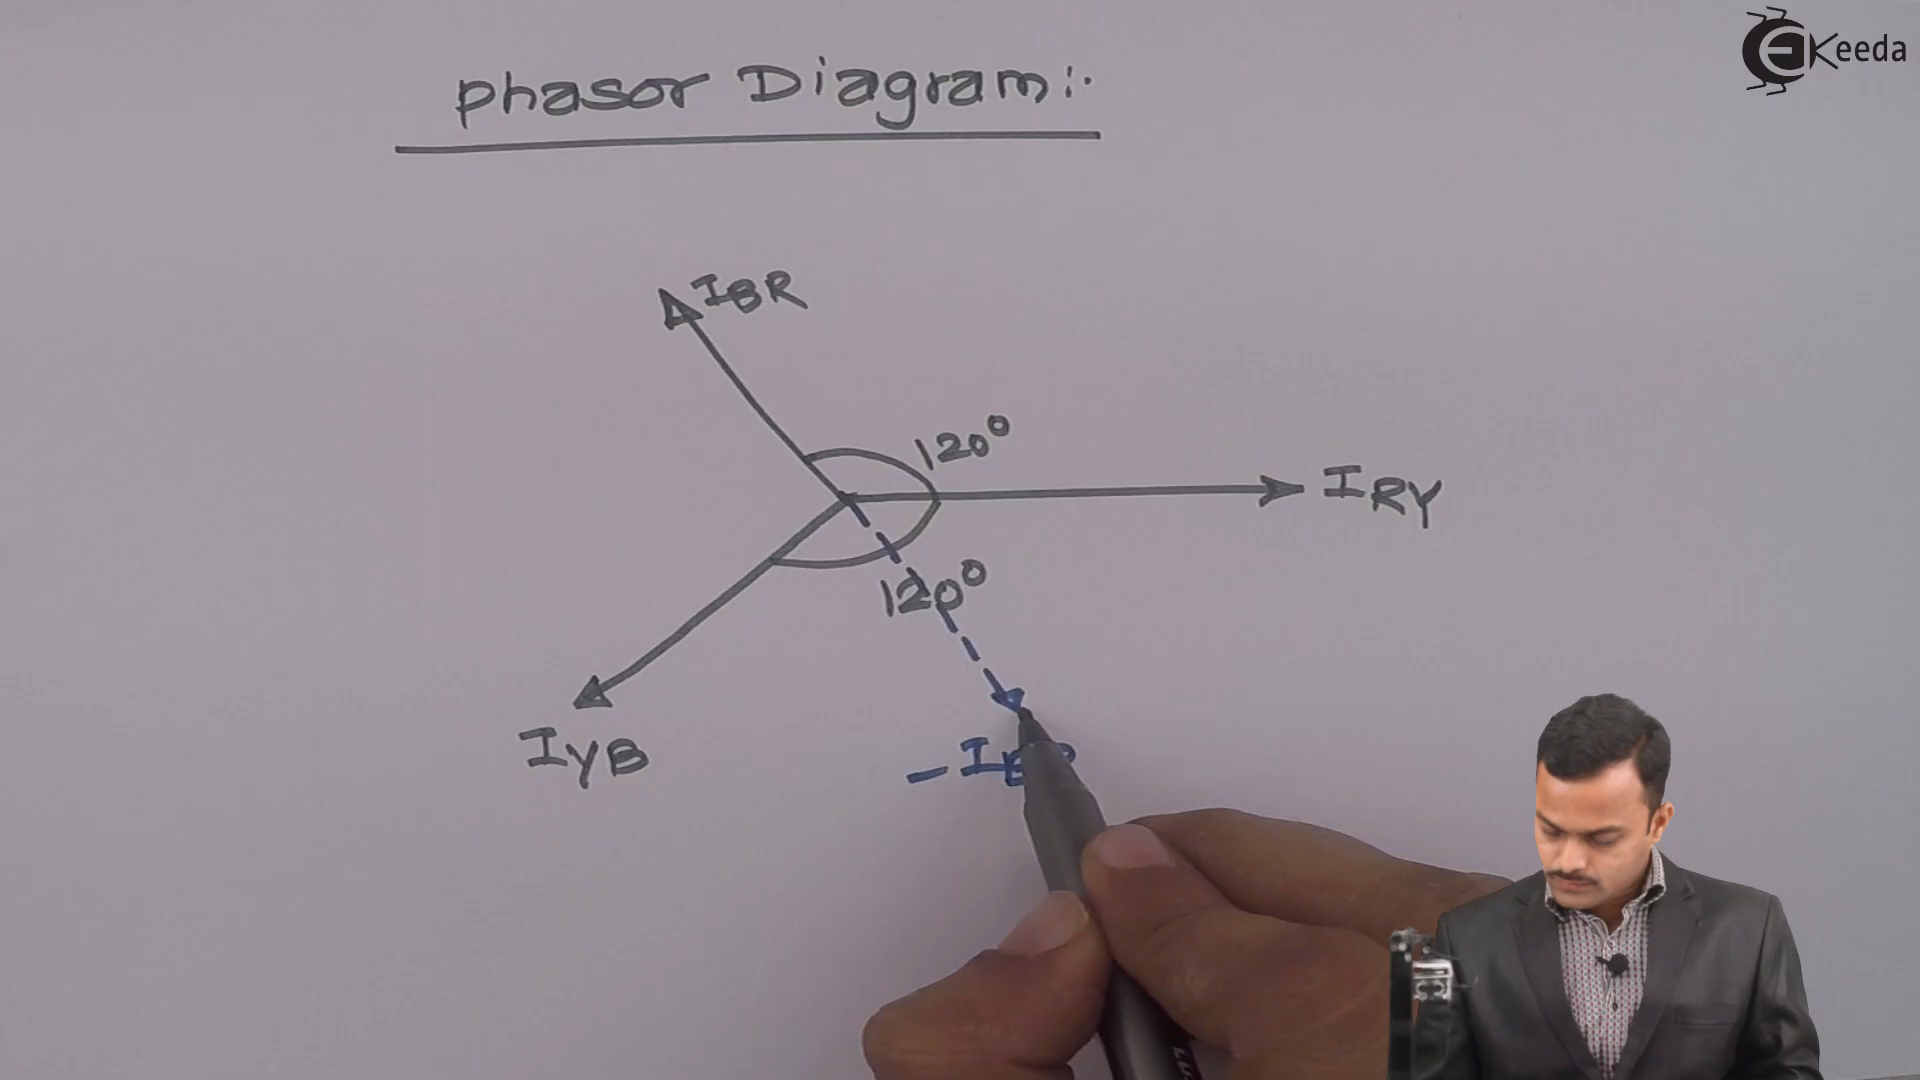 Keeda
phasor Diagram:-
IBR
120°
IRY
120°
IYB